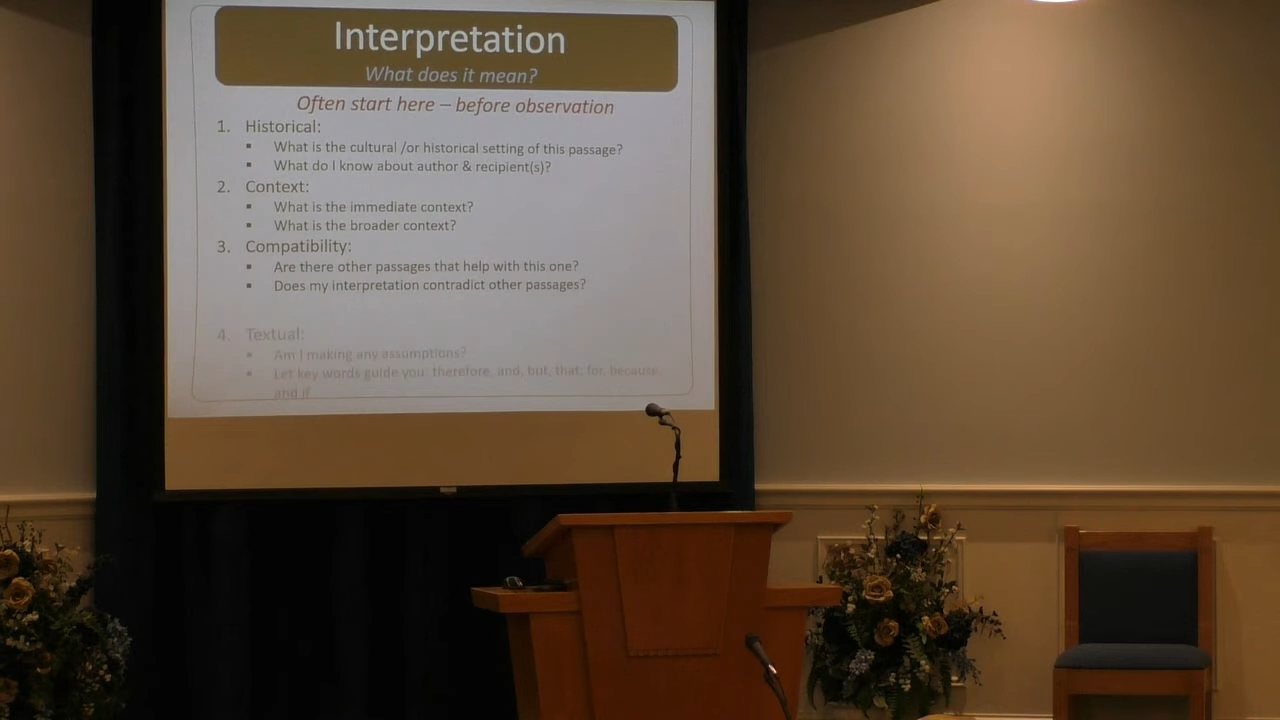 Interpretation
What does it mean?
Often start here – before observation
1. Historical:
▪ What is the cultural /or historical setting of this passage?
▪ What do I know about author & recipient(s)?
2. Context:
▪ What is the immediate context?
▪ What is the broader context?
3. Compatibility:
▪ Are there other passages that help with this one?
▪ Does my interpretation contradict other passages?
4. Textual:
▪ Am I making any assumptions?
▪ Let key words guide you: therefore, and, but, that, for, because,
and if